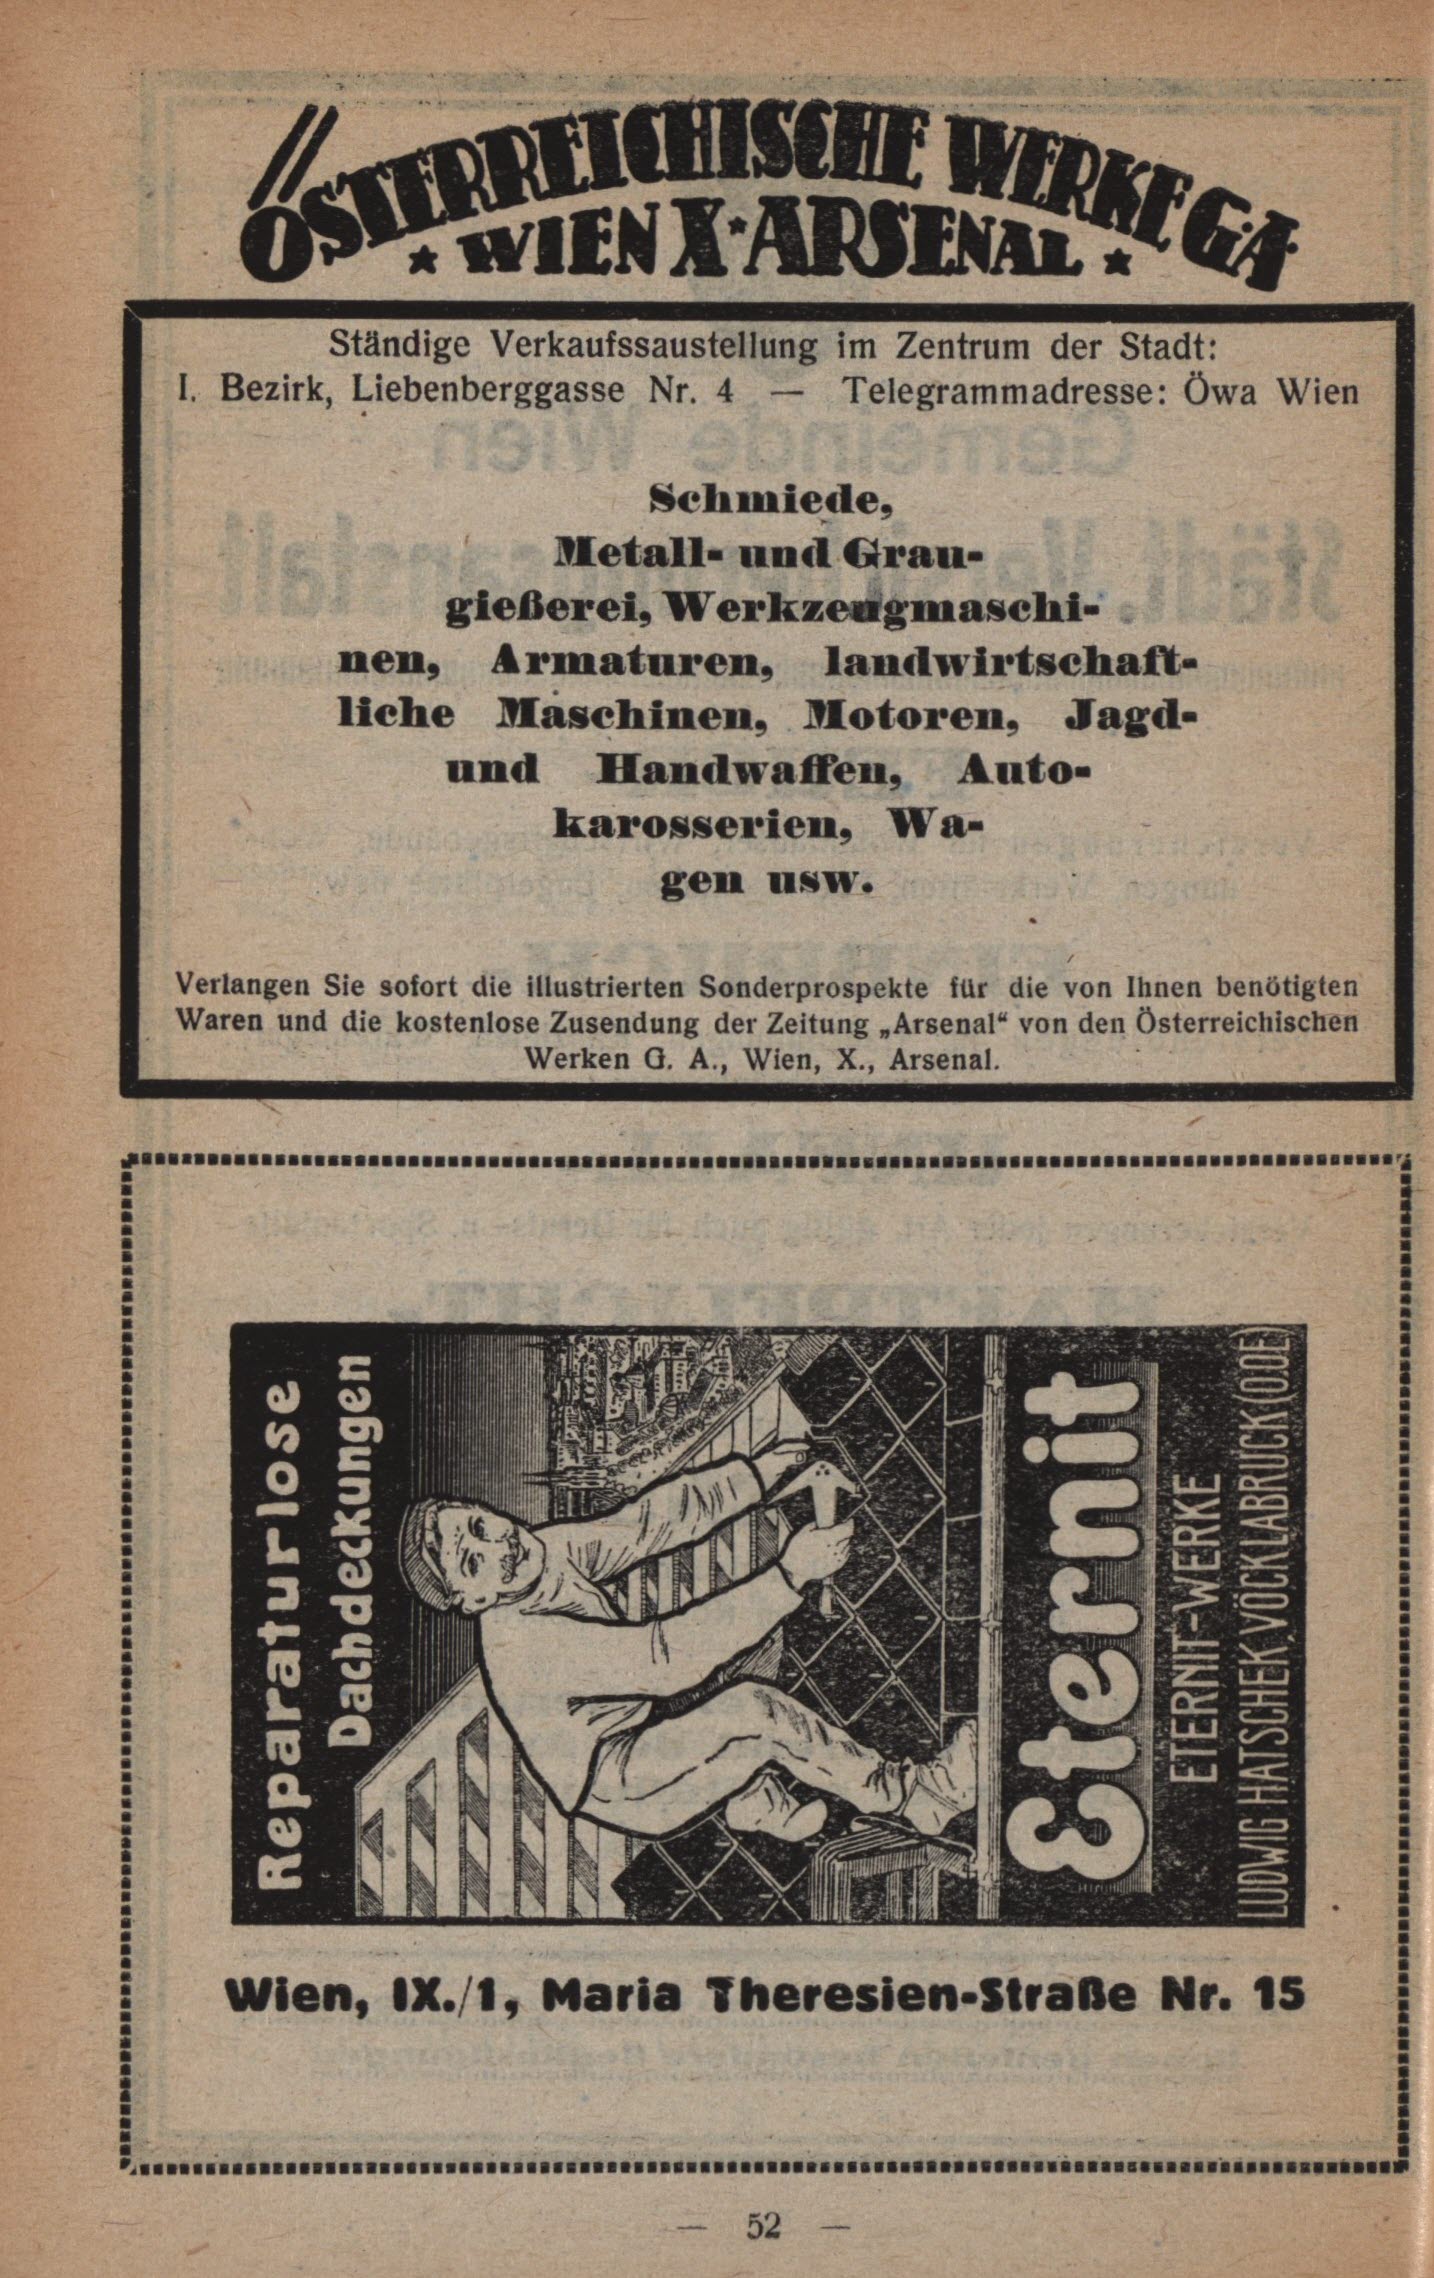 ÖSTERREICHISCHE WERKE G.A.
* WIEN X * ARSENAL *
Ständige Verkaufssaustellung im Zentrum der Stadt:
I. Bezirk, Liebenberggasse Nr. 4 — Telegrammadresse: Öwa Wien
Schmiede,
Metall- und Grau-
gießerei, Werkzeugmaschi-
nen, Armaturen, landwirtschaft-
liche Maschinen, Motoren, Jagd-
und Handwaffen, Auto-
karosserien, Wa-
gen usw.
Verlangen Sie sofort die illustrierten Sonderprospekte für die von Ihnen benötigten
Waren und die kostenlose Zusendung der Zeitung „Arsenal“ von den Österreichischen
Werken G. A., Wien, X., Arsenal.
Reparaturlose
Dachdeckungen
Eternit
ETERNIT-WERKE
LUDWIG HATSCHEK, VÖCKLABRUCK (O.OE)
Wien, IX./1, Maria Theresien-Straße Nr. 15
— 52 —